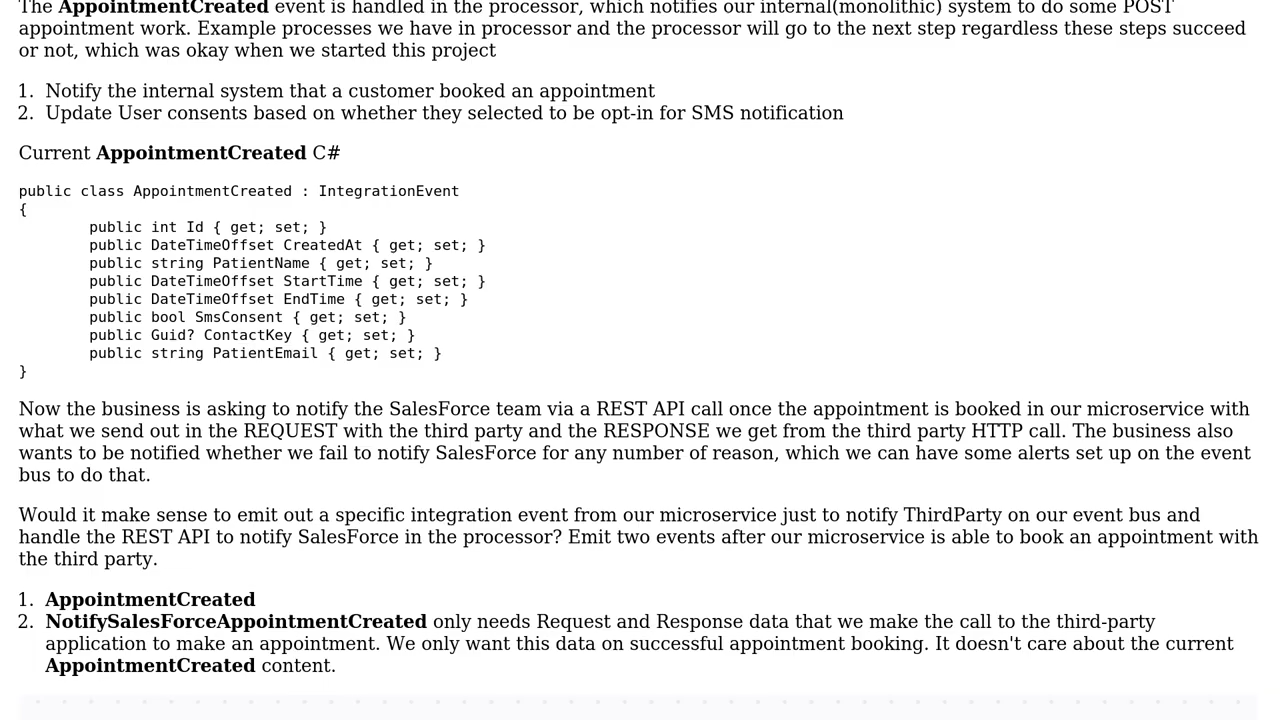 The AppointmentCreated event is handled in the processor, which notifies our internal(monolithic) system to do some POST
appointment work. Example processes we have in processor and the processor will go to the next step regardless these steps succeed
or not, which was okay when we started this project
1. Notify the internal system that a customer booked an appointment
2. Update User consents based on whether they selected to be opt-in for SMS notification
Current AppointmentCreated C#
public class AppointmentCreated : IntegrationEvent
{
        public int Id { get; set; }
        public DateTimeOffset CreatedAt { get; set; }
        public string PatientName { get; set; }
        public DateTimeOffset StartTime { get; set; }
        public DateTimeOffset EndTime { get; set; }
        public bool SmsConsent { get; set; }
        public Guid? ContactKey { get; set; }
        public string PatientEmail { get; set; }
}
Now the business is asking to notify the SalesForce team via a REST API call once the appointment is booked in our microservice with
what we send out in the REQUEST with the third party and the RESPONSE we get from the third party HTTP call. The business also
wants to be notified whether we fail to notify SalesForce for any number of reason, which we can have some alerts set up on the event
bus to do that.
Would it make sense to emit out a specific integration event from our microservice just to notify ThirdParty on our event bus and
handle the REST API to notify SalesForce in the processor? Emit two events after our microservice is able to book an appointment with
the third party.
1. AppointmentCreated
2. NotifySalesForceAppointmentCreated only needs Request and Response data that we make the call to the third-party
application to make an appointment. We only want this data on successful appointment booking. It doesn't care about the current
AppointmentCreated content.